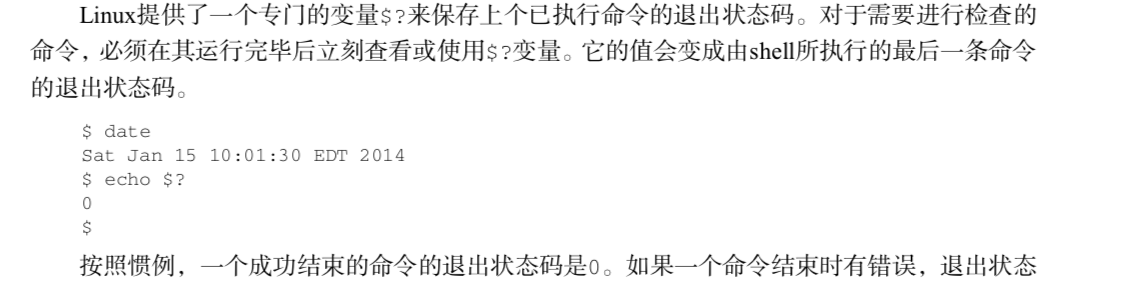 Linux提供了一个专门的变量$?来保存上个已执行命令的退出状态码。对于需要进行检查的
命令，必须在其运行完毕后立刻查看或使用$?变量。它的值会变成由shell所执行的最后一条命令
的退出状态码。
$ date
Sat Jan 15 10:01:30 EDT 2014
$ echo $?
0
$
按照惯例，一个成功结束的命令的退出状态码是0。如果一个命令结束时有错误，退出状态